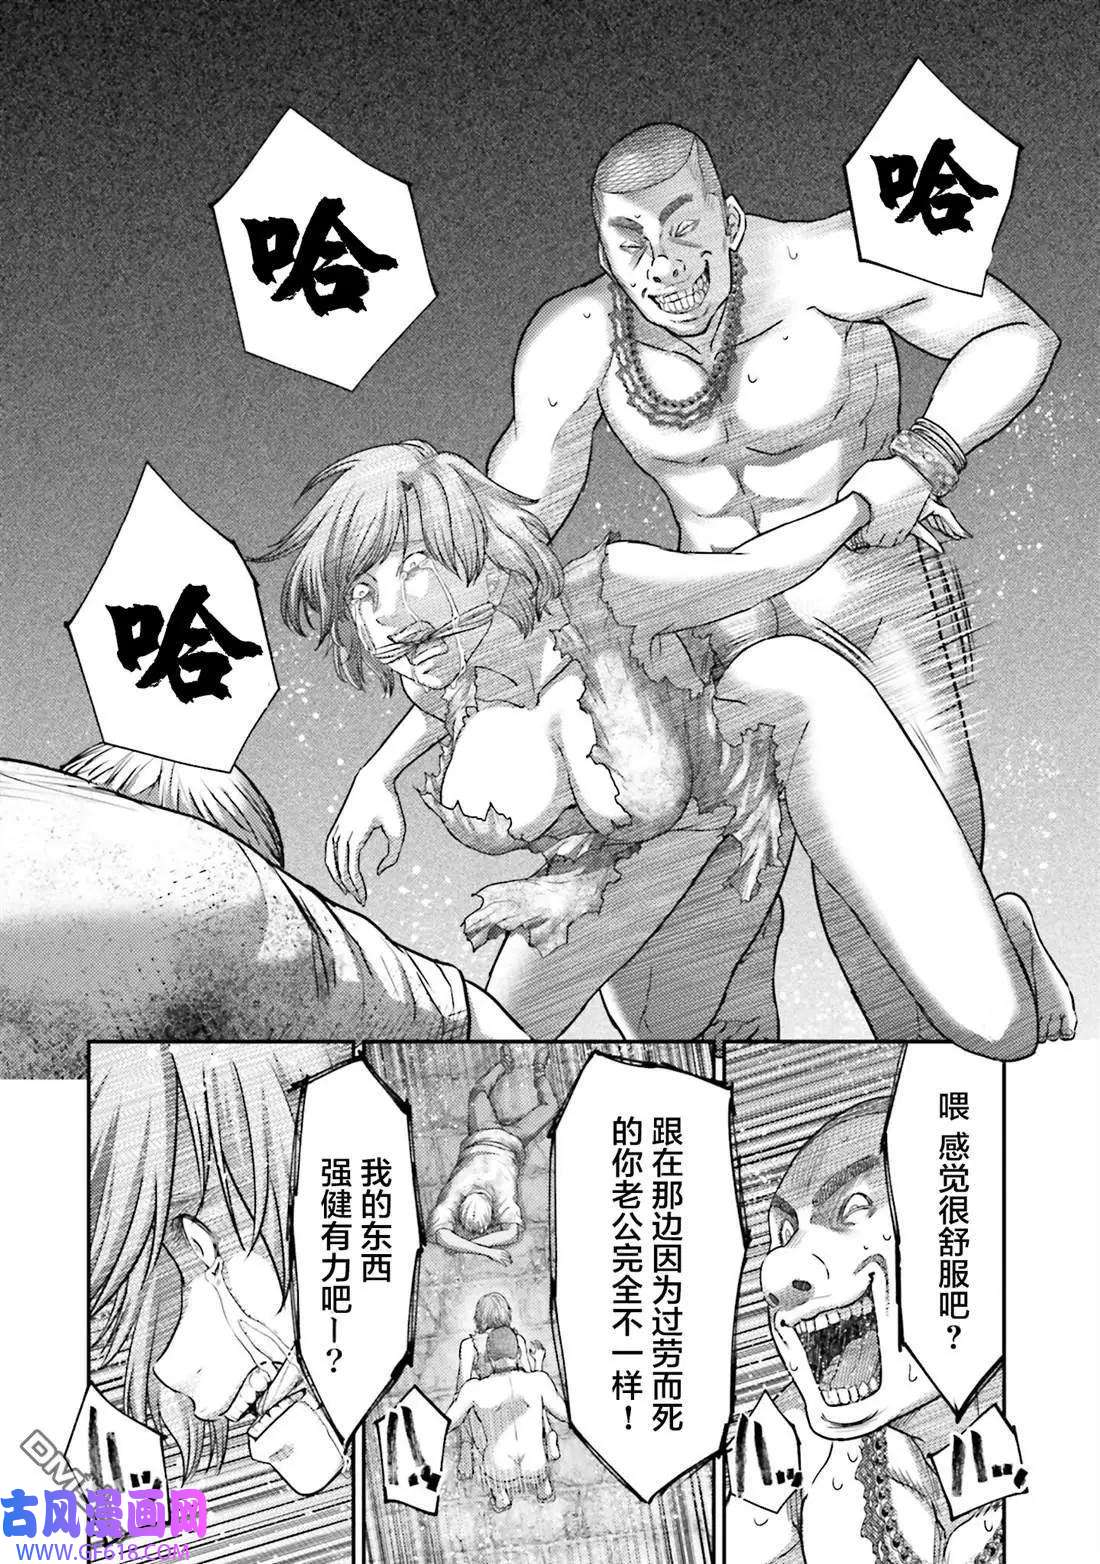 哈
哈
哈
喂 感觉很舒服吧？
跟在那边因为过劳而死
的你老公完全不一样！
我的东西
强健有力吧—？
DMZJ
古风漫画网
WWW.GF618.COM